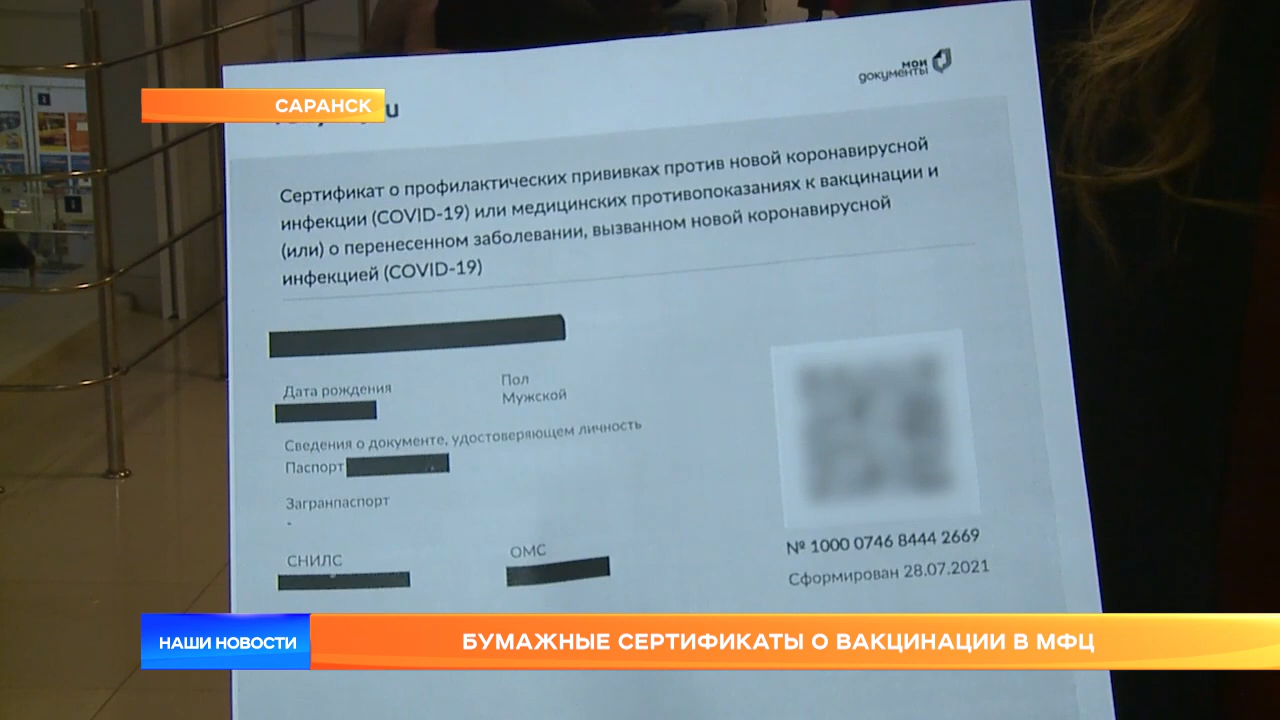 мои
документы
САРАНСК
Сертификат о профилактических прививках против новой коронавирусной
инфекции (COVID-19) или медицинских противопоказаниях к вакцинации и
(или) о перенесенном заболевании, вызванном новой коронавирусной
инфекцией (COVID-19)
Дата рождения
Пол
Мужской
Сведения о документе, удостоверяющем личность
Паспорт
Загранпаспорт
-
СНИЛС
ОМС
№ 1000 0746 8444 2669
Сформирован 28.07.2021
НАШИ НОВОСТИ
БУМАЖНЫЕ СЕРТИФИКАТЫ О ВАКЦИНАЦИИ В МФЦ